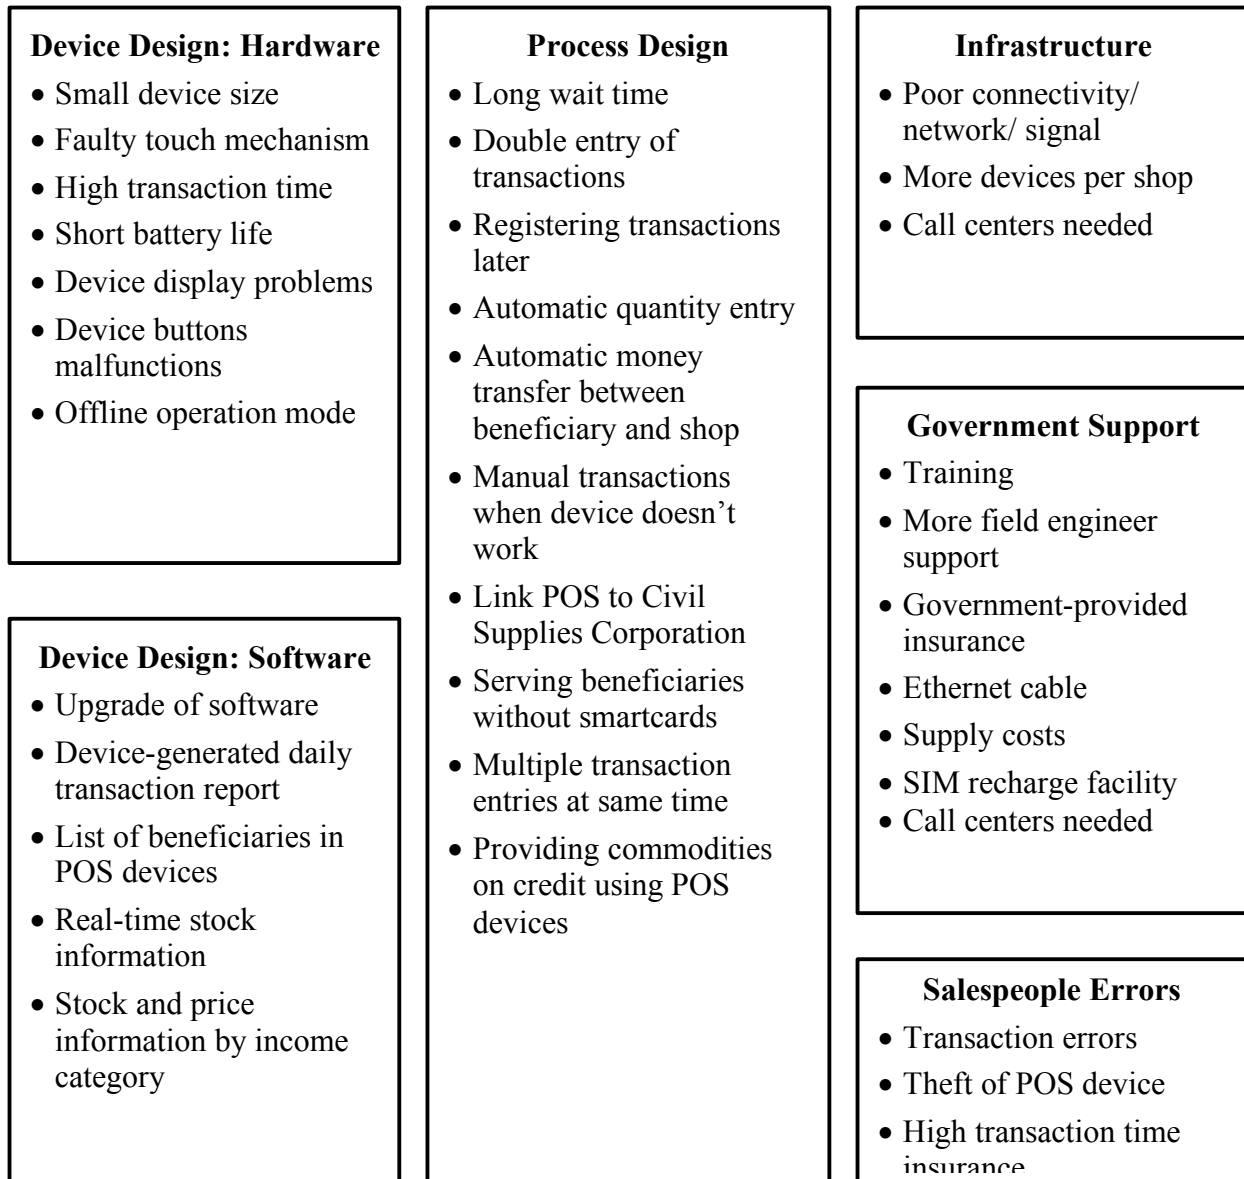 Device Design: Hardware
• Small device size
• Faulty touch mechanism
• High transaction time
• Short battery life
• Device display problems
• Device buttons
malfunctions
• Offline operation mode
Device Design: Software
• Upgrade of software
• Device-generated daily
transaction report
• List of beneficiaries in
POS devices
• Real-time stock
information
• Stock and price
information by income
category
Process Design
• Long wait time
• Double entry of
transactions
• Registering transactions
later
• Automatic quantity entry
• Automatic money
transfer between
beneficiary and shop
• Manual transactions
when device doesn’t
work
• Link POS to Civil
Supplies Corporation
• Serving beneficiaries
without smartcards
• Multiple transaction
entries at same time
• Providing commodities
on credit using POS
devices
Infrastructure
• Poor connectivity/
network/ signal
• More devices per shop
• Call centers needed
Government Support
• Training
• More field engineer
support
• Government-provided
insurance
• Ethernet cable
• Supply costs
• SIM recharge facility
• Call centers needed
Salespeople Errors
• Transaction errors
• Theft of POS device
• High transaction time
insurance